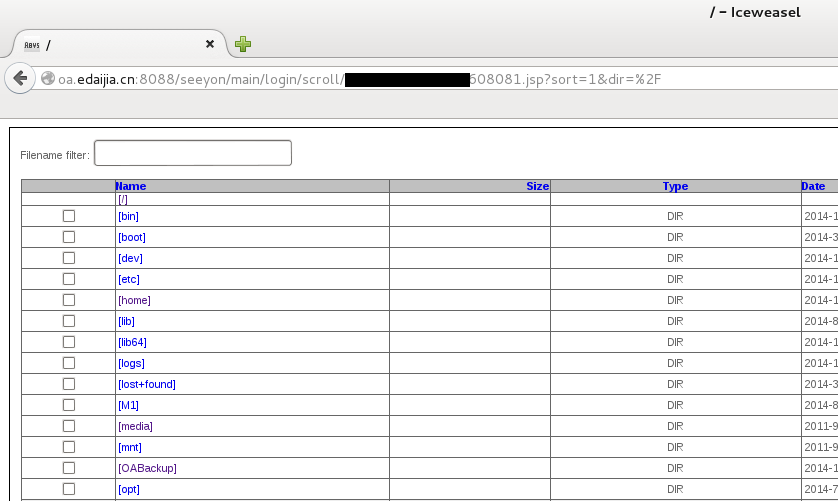 / - Iceweasel
/
oa.edaijia.cn:8088/seeyon/main/login/scroll/ 608081.jsp?sort=1&dir=%2F
Filename filter:
Name Size Type Date
[/]
[bin] DIR 2014-1
[boot] DIR 2014-3
[dev] DIR 2014-1
[etc] DIR 2014-1
[home] DIR 2014-1
[lib] DIR 2014-8
[lib64] DIR 2014-1
[logs] DIR 2014-1
[lost+found] DIR 2014-3
[M1] DIR 2014-8
[media] DIR 2011-9
[mnt] DIR 2011-9
[OABackup] DIR 2014-1
[opt] DIR 2014-7